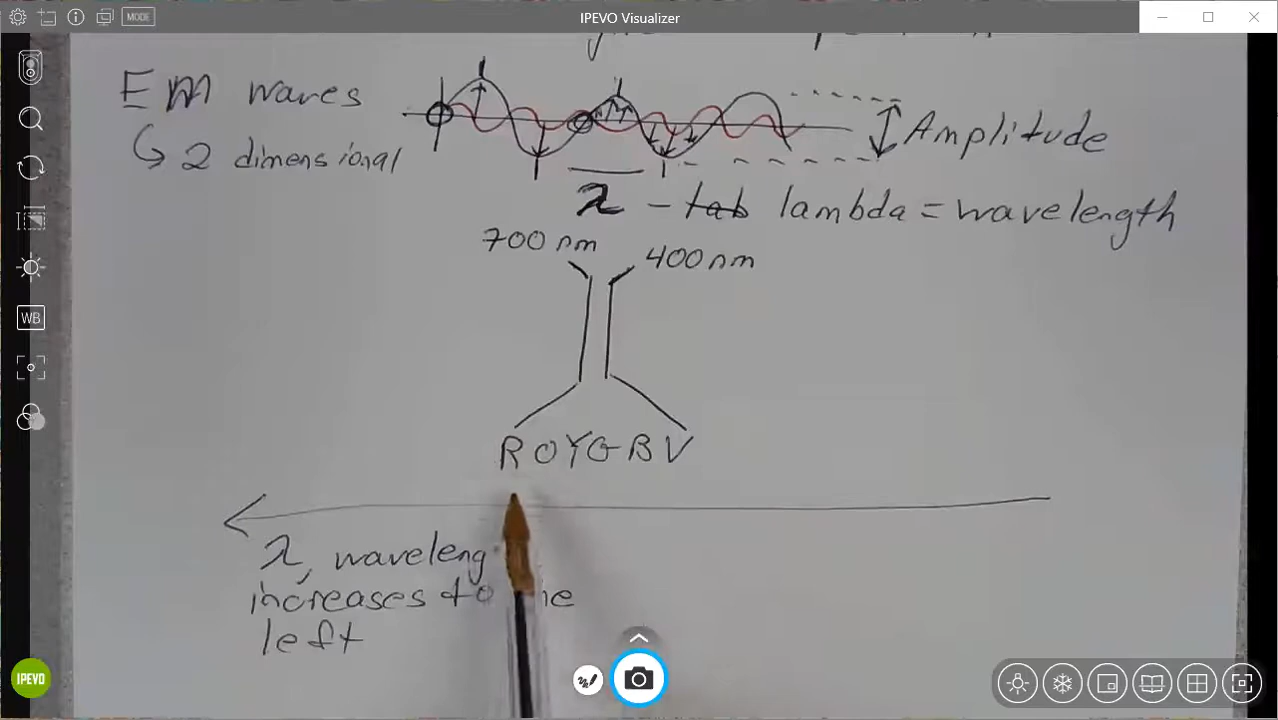 MODE
IPEVO Visualizer
EM waves
2 dimensional
Amplitude
λ - tab lambda = wavelength
700 nm
400 nm
WB
ROYGBV
λ, waveleng
increases to he
left
IPEVO